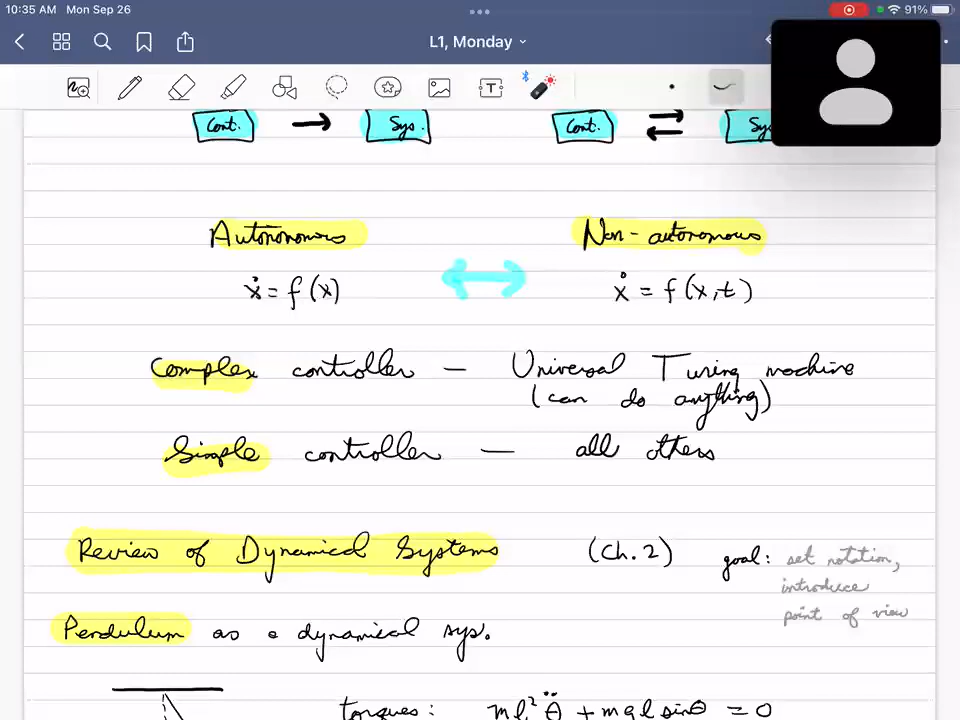 10:35 AM Mon Sep 26
91%
L1, Monday
Cont. → Sys. Cont. ⇄ Sys
Autonomous Non-autonomous
ẋ = f(x) ↔ ẋ = f(x,t)
Complex controller — Universal Turing machine
(can do anything)
Simple controller — all others
Review of Dynamical Systems (Ch. 2) goal: set notation,
introduce
point of view
Pendulum as a dynamical sys.
torques: ml²θ̈ + mglsinθ = 0